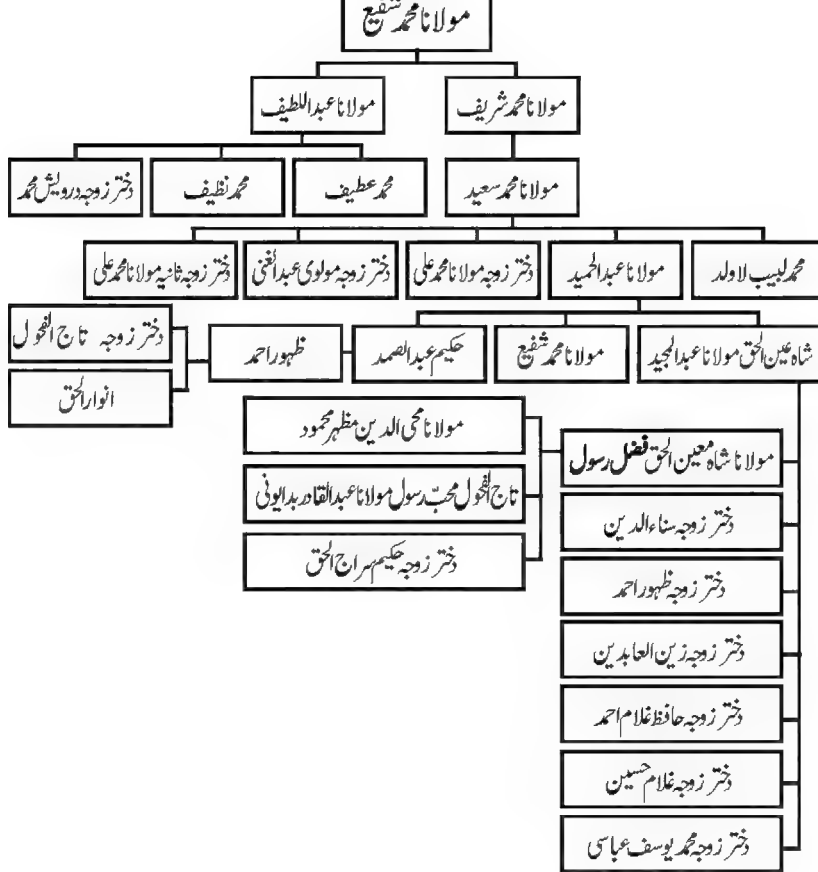 مولانا محمد شفیع
مولانا محمد شریف
مولانا عبداللطیف
مولانا محمد سعید
محمد عطیف
محمد نظیف
دختر زوجہ درویش محمد
محمد لبیب لاولد
مولانا عبدالحمید
دختر زوجہ مولانا محمد علی
دختر زوجہ مولوی عبدالغنی
دختر زوجہ ثانیہ مولانا محمد علی
شاہ عین الحق مولانا عبدالمجید
مولانا محمد شفیع
حکیم عبدالصمد
ظہور احمد
دختر زوجہ تاج الفحول
انوارالحق
مولانا شاہ معین الحق فضل رسول
مولانا محی الدین مظہر محمود
تاج الفحول محبّ رسول مولانا عبدالقادر بدایونی
دختر زوجہ حکیم سراج الحق
دختر زوجہ سناء الدین
دختر زوجہ ظہور احمد
دختر زوجہ زین العابدین
دختر زوجہ حافظ غلام احمد
دختر زوجہ غلام حسین
دختر زوجہ محمد یوسف عباسی